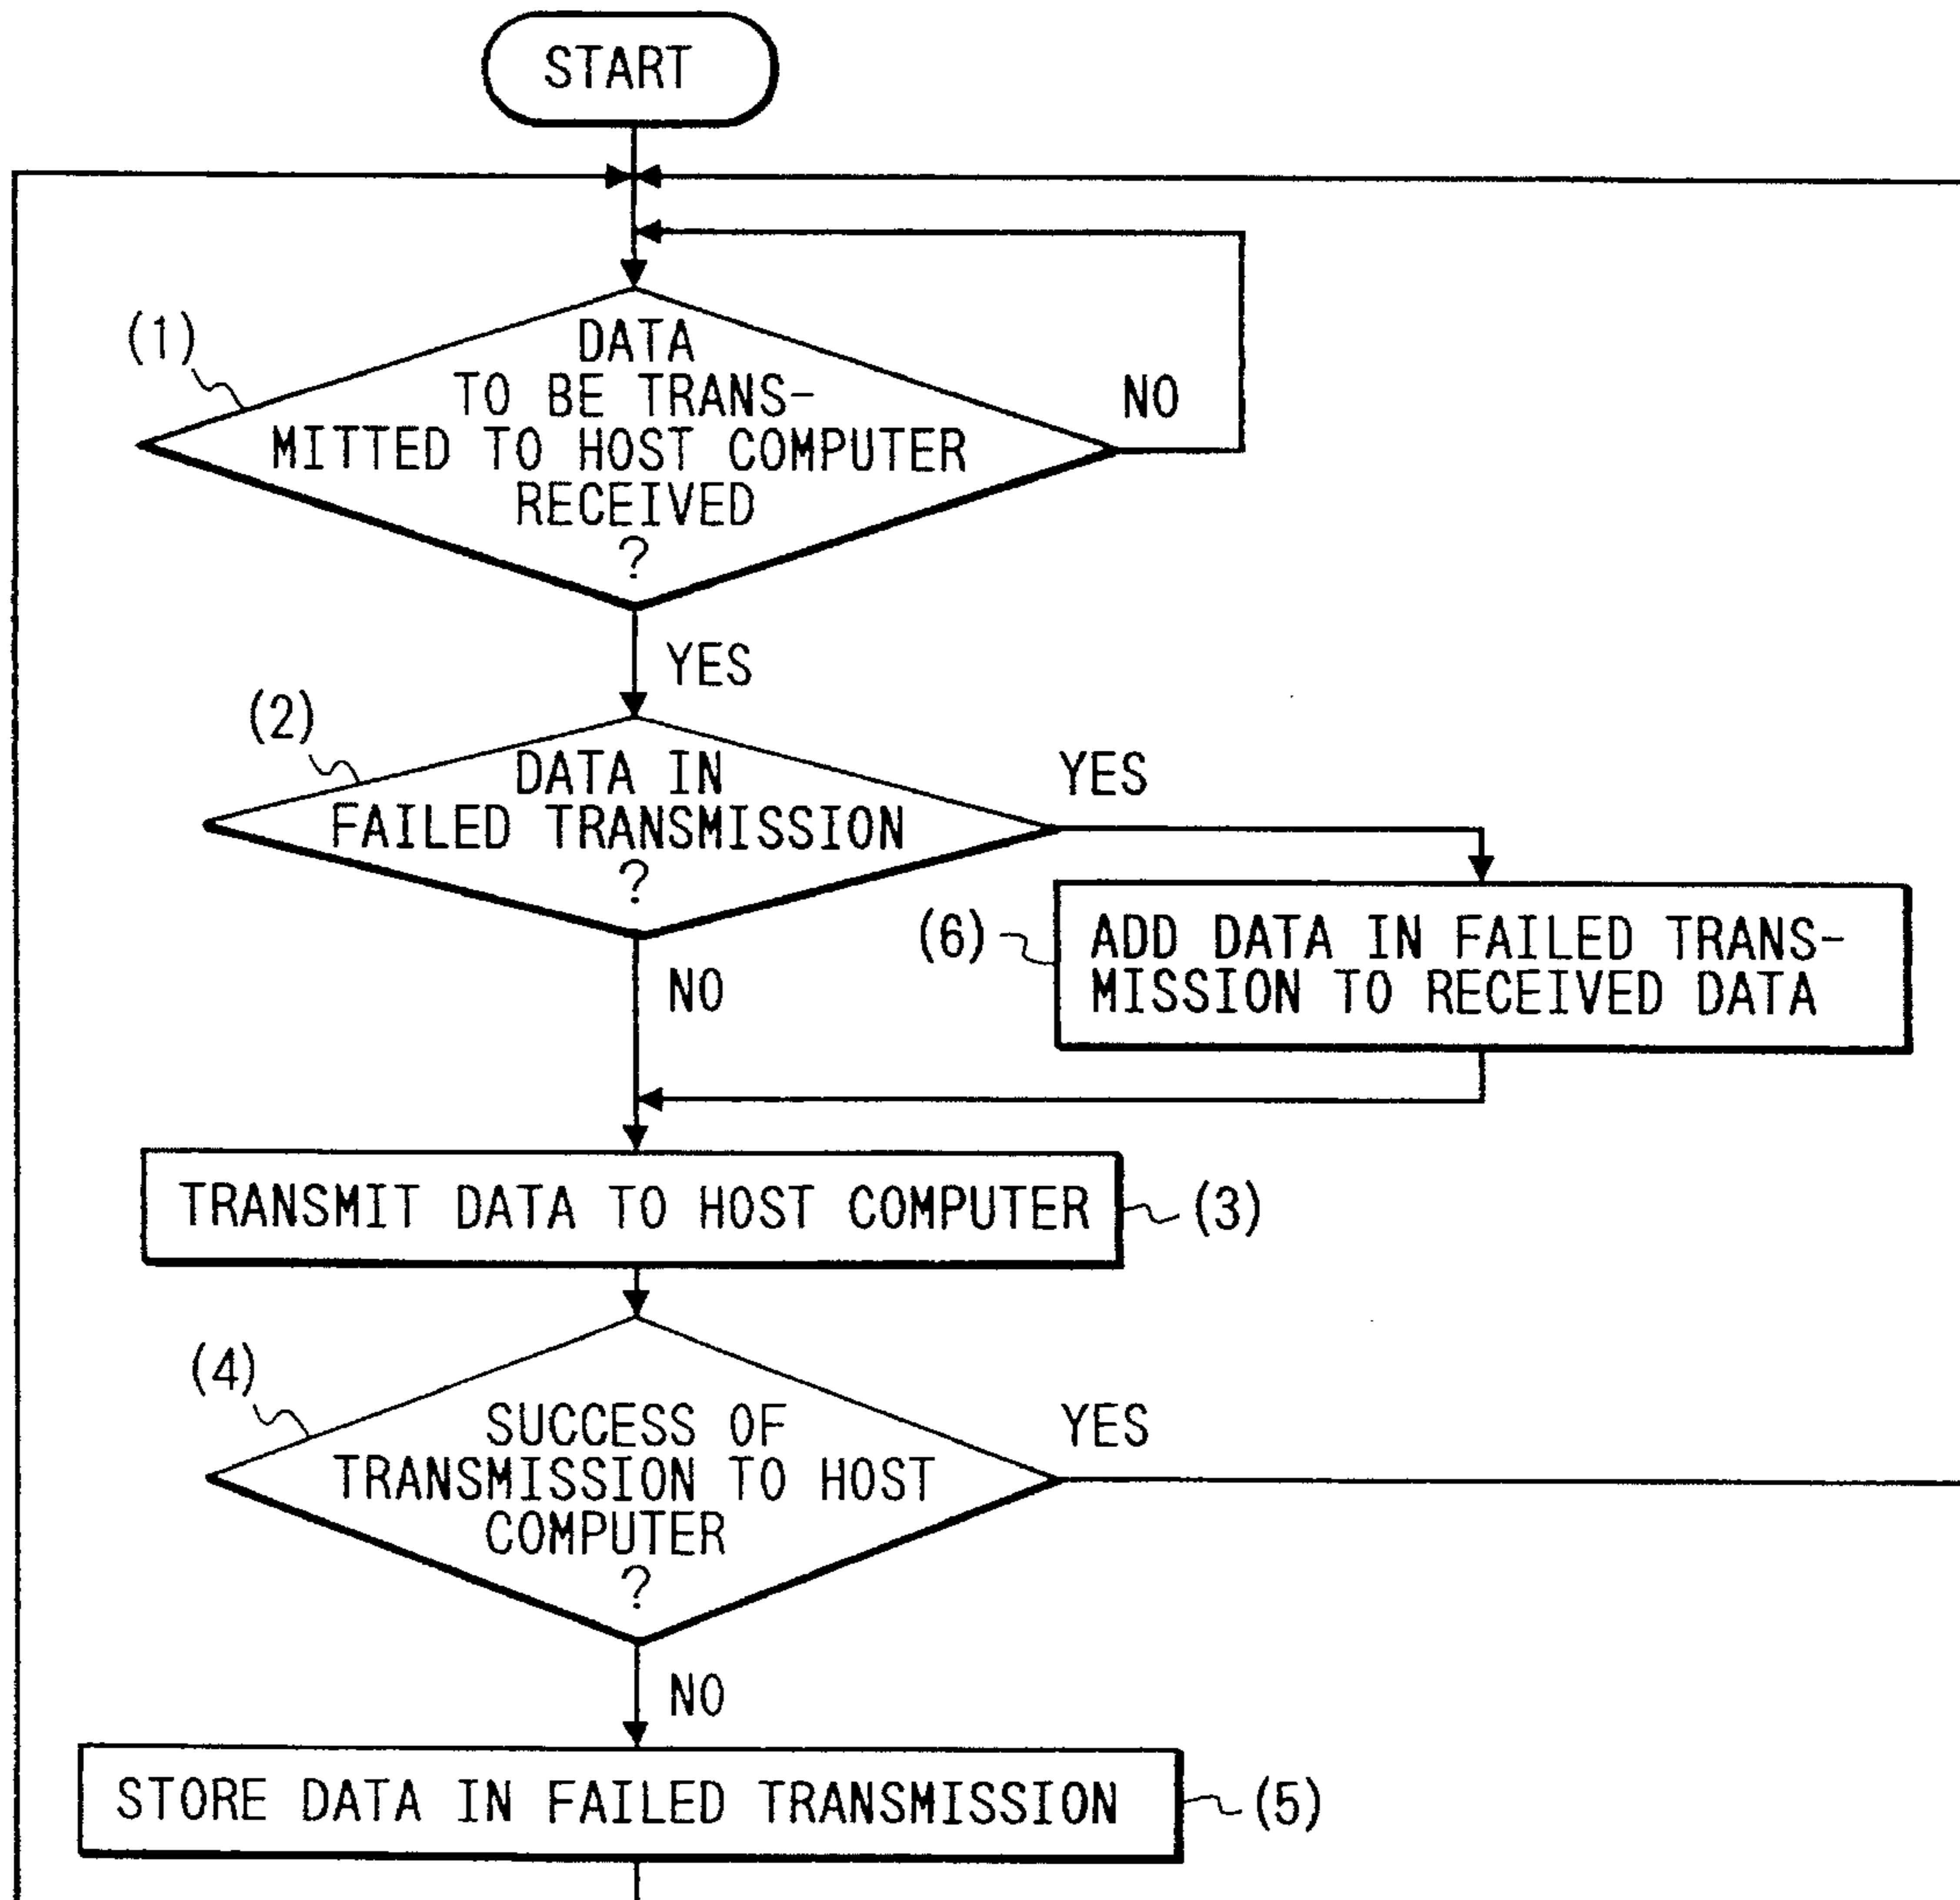 START
(1)
DATA
TO BE TRANS-
MITTED TO HOST COMPUTER
RECEIVED
?
NO
YES
(2)
DATA IN
FAILED TRANSMISSION
?
YES
NO
(6)
ADD DATA IN FAILED TRANS-
MISSION TO RECEIVED DATA
TRANSMIT DATA TO HOST COMPUTER
(3)
(4)
SUCCESS OF
TRANSMISSION TO HOST
COMPUTER
?
YES
NO
STORE DATA IN FAILED TRANSMISSION
(5)